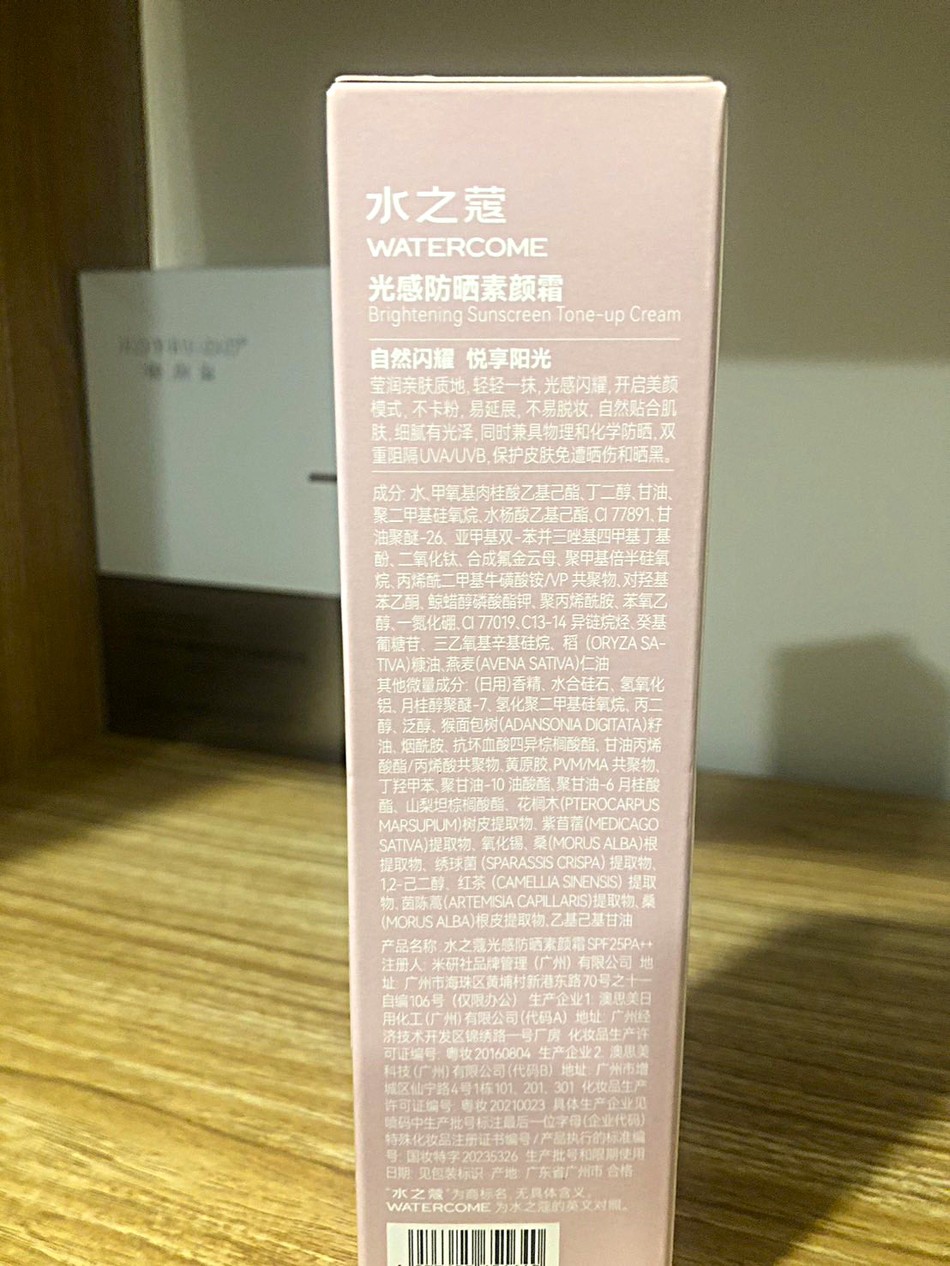 水之蔻
WATERCOME
光感防晒素颜霜
Brightening Sunscreen Tone-up Cream
自然闪耀 悦享阳光
莹润亲肤质地,轻轻一抹,光感闪耀,开启美颜
模式,不卡粉,易延展,不易脱妆,自然贴合肌
肤,细腻有光泽,同时兼具物理和化学防晒,双
重阻隔UVA/UVB,保护皮肤免遭晒伤和晒黑。
成分: 水、甲氧基肉桂酸乙基己酯、丁二醇、甘油、
聚二甲基硅氧烷、水杨酸乙基己酯、CI 77891、甘
油聚醚-26、亚甲基双-苯并三唑基四甲基丁基
酚、二氧化钛、合成氟金云母、聚甲基倍半硅氧
烷、丙烯酰二甲基牛磺酸铵/VP 共聚物、对羟基
苯乙酮、鲸蜡醇磷酸酯钾、聚丙烯酰胺、苯氧乙
醇、一氮化硼、CI 77019、C13-14 异链烷烃、癸基
葡糖苷、三乙氧基辛基硅烷、稻 (ORYZA SA-
TIVA)糠油、燕麦(AVENA SATIVA)仁油
其他微量成分: (日用)香精、水合硅石、氢氧化
铝、月桂醇聚醚-7、氢化聚二甲基硅氧烷、丙二
醇、泛醇、猴面包树(ADANSONIA DIGITATA)籽
油、烟酰胺、抗坏血酸四异棕榈酸酯、甘油丙烯
酸酯/丙烯酸共聚物、黄原胶、PVM/MA 共聚物、
丁羟甲苯、聚甘油-10 油酸酯、聚甘油-6 月桂酸
酯、山梨坦棕榈酸酯、花榈木(PTEROCARPUS
MARSUPIUM)树皮提取物、紫苜蓿(MEDICAGO
SATIVA)提取物、氧化锡、桑(MORUS ALBA)根
提取物、绣球菌 (SPARASSIS CRISPA) 提取物、
1,2-己二醇、红茶 (CAMELLIA SINENSIS) 提取
物、茵陈蒿(ARTEMISIA CAPILLARIS)提取物、桑
(MORUS ALBA)根皮提取物、乙基己基甘油
产品名称: 水之蔻光感防晒素颜霜 SPF25PA++
注册人: 米研社品牌管理 (广州) 有限公司 地
址: 广州市海珠区黄埔村新港东路70号之十一
自编106号 (仅限办公) 生产企业1: 澳思美日
用化工(广州)有限公司(代码A) 地址: 广州经
济技术开发区锦绣路一号厂房 化妆品生产许
可证编号: 粤妆20160804 生产企业2: 澳思美
科技(广州)有限公司(代码B) 地址: 广州市增
城区仙宁路4号1栋101、201、301 化妆品生产
许可证编号: 粤妆20210023 具体生产企业见
喷码中生产批号标注最后一位字母(企业代码)
特殊化妆品注册证书编号/产品执行的标准编
号: 国妆特字20235326 生产批号和限期使用
日期: 见包装标识 产地: 广东省广州市 合格
"水之蔻"为商标名,无具体含义,
WATERCOME 为水之蔻的英文对照。